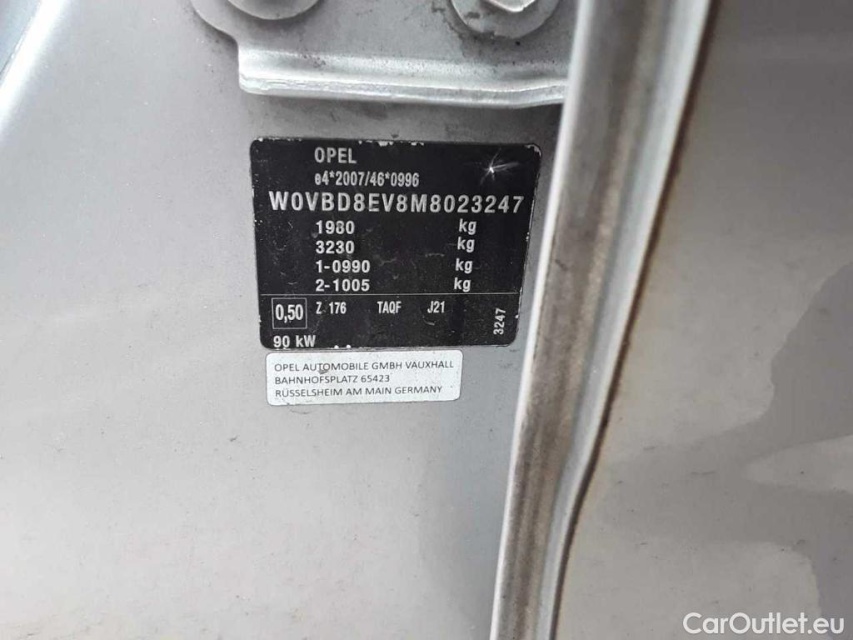 OPEL
e4*2007/46*0996
W0VBD8EV8M8023247
1980 kg
3230 kg
1-0990 kg
2-1005 kg
0,50 Z 176 TAQF J21
3247
90 kW
OPEL AUTOMOBILE GMBH VAUXHALL
BAHNHOFSPLATZ 65423
RÜSSELSHEIM AM MAIN GERMANY
CarOutlet.eu